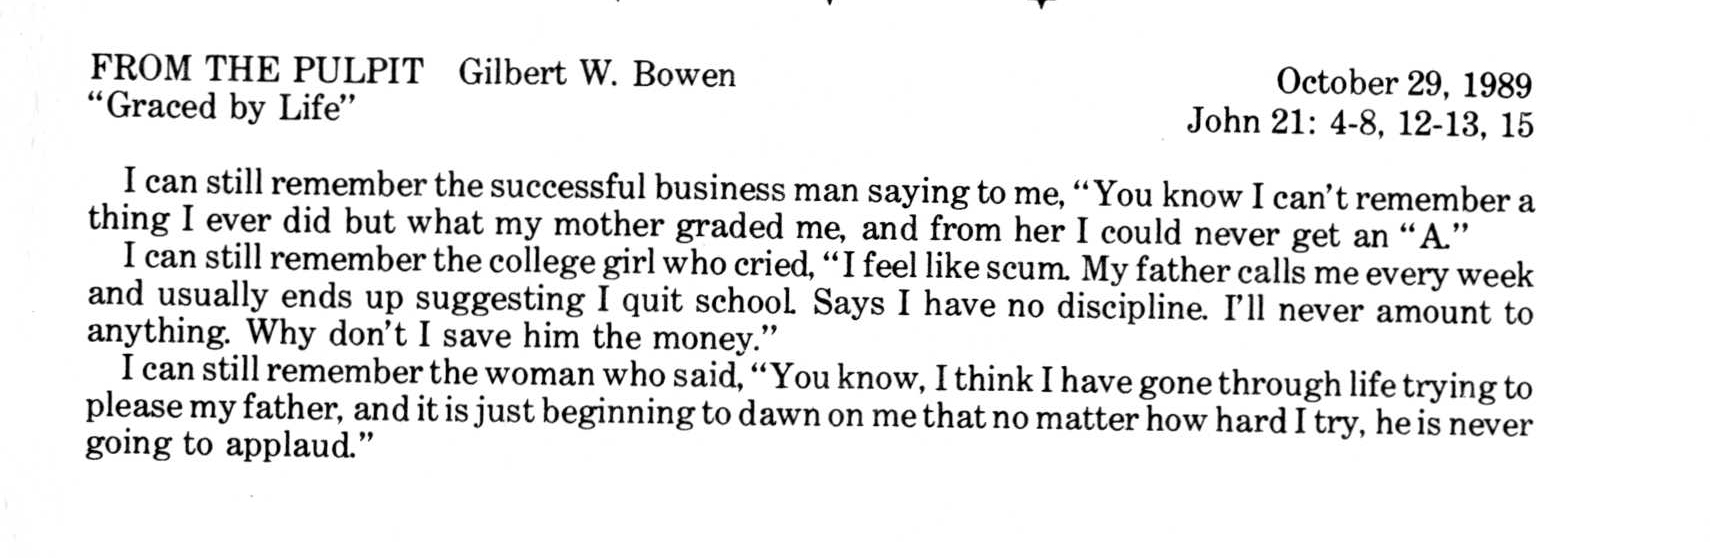 FROM THE PULPIT Gilbert W. Bowen October 29, 1989
"Graced by Life" John 21: 4-8, 12-13, 15
I can still remember the successful business man saying to me, "You know I can't remember a
thing I ever did but what my mother graded me, and from her I could never get an "A."
I can still remember the college girl who cried, "I feel like scum. My father calls me every week
and usually ends up suggesting I quit school. Says I have no discipline. I'll never amount to
anything. Why don't I save him the money."
I can still remember the woman who said, "You know, I think I have gone through life trying to
please my father, and it is just beginning to dawn on me that no matter how hard I try, he is never
going to applaud."